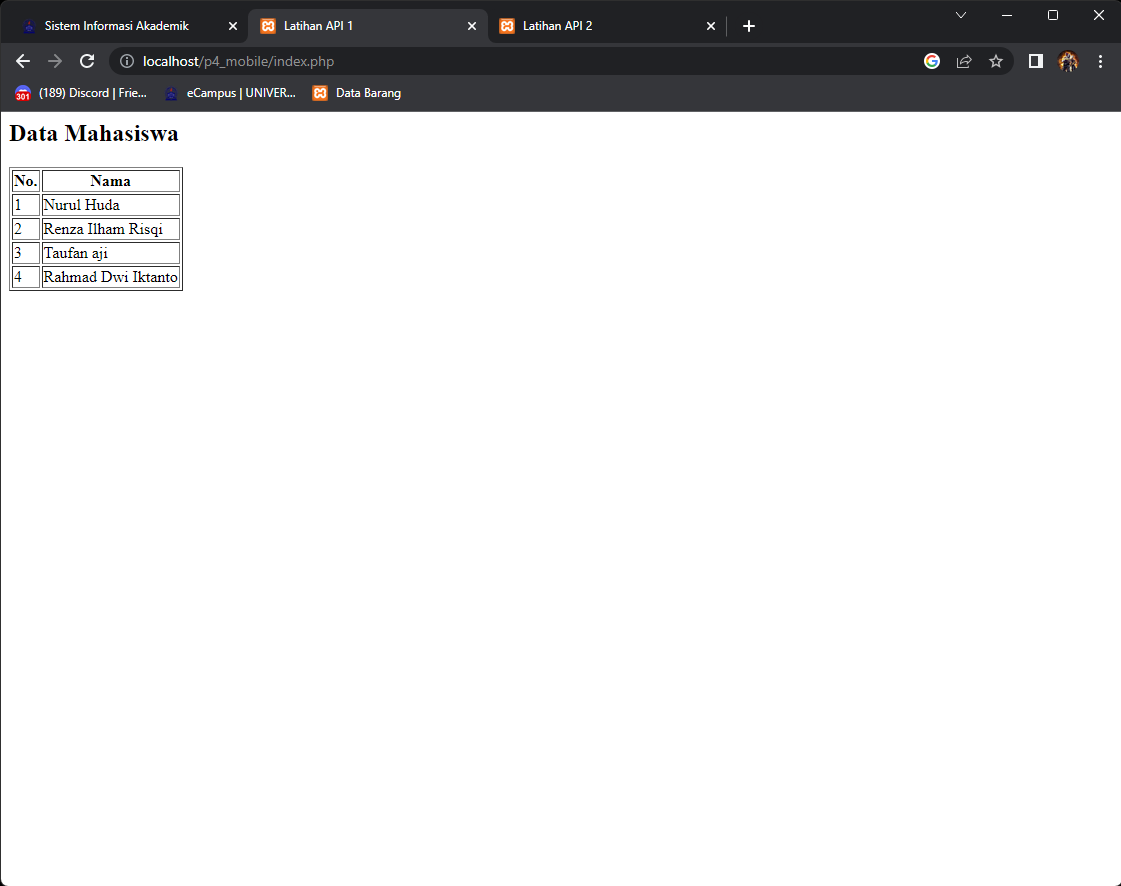 Sistem Informasi Akademik
Latihan API 1
Latihan API 2
localhost/p4_mobile/index.php
301
(189) Discord | Frie...
eCampus | UNIVER...
Data Barang
Data Mahasiswa
No. Nama
1 Nurul Huda
2 Renza Ilham Risqi
3 Taufan aji
4 Rahmad Dwi Iktanto